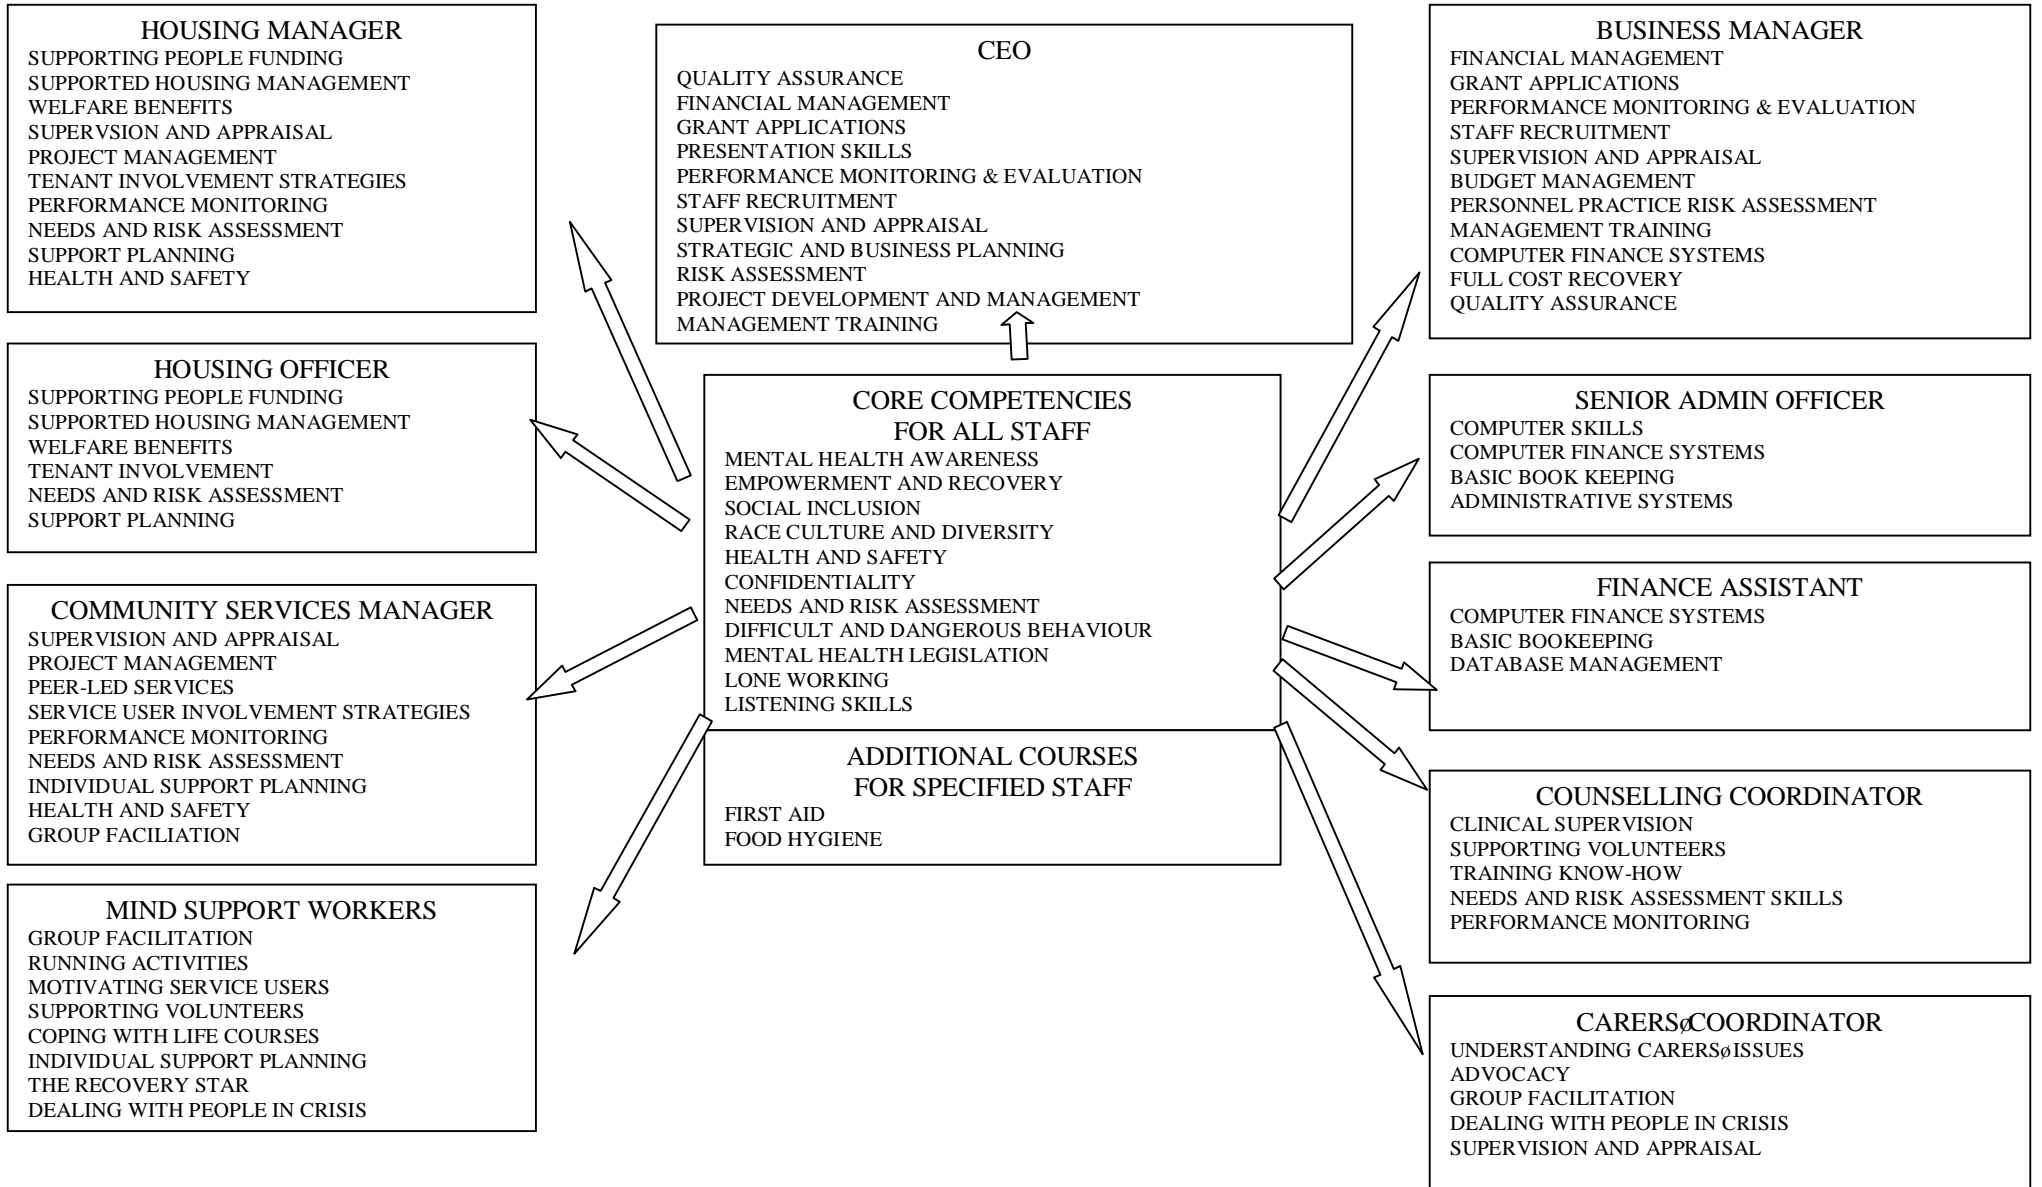 HOUSING MANAGER
SUPPORTING PEOPLE FUNDING
SUPPORTED HOUSING MANAGEMENT
WELFARE BENEFITS
SUPERVSION AND APPRAISAL
PROJECT MANAGEMENT
TENANT INVOLVEMENT STRATEGIES
PERFORMANCE MONITORING
NEEDS AND RISK ASSESSMENT
SUPPORT PLANNING
HEALTH AND SAFETY
HOUSING OFFICER
SUPPORTING PEOPLE FUNDING
SUPPORTED HOUSING MANAGEMENT
WELFARE BENEFITS
TENANT INVOLVEMENT
NEEDS AND RISK ASSESSMENT
SUPPORT PLANNING
COMMUNITY SERVICES MANAGER
SUPERVISION AND APPRAISAL
PROJECT MANAGEMENT
PEER-LED SERVICES
SERVICE USER INVOLVEMENT STRATEGIES
PERFORMANCE MONITORING
NEEDS AND RISK ASSESSMENT
INDIVIDUAL SUPPORT PLANNING
HEALTH AND SAFETY
GROUP FACILIATION
MIND SUPPORT WORKERS
GROUP FACILITATION
RUNNING ACTIVITIES
MOTIVATING SERVICE USERS
SUPPORTING VOLUNTEERS
COPING WITH LIFE COURSES
INDIVIDUAL SUPPORT PLANNING
THE RECOVERY STAR
DEALING WITH PEOPLE IN CRISIS
CEO
QUALITY ASSURANCE
FINANCIAL MANAGEMENT
GRANT APPLICATIONS
PRESENTATION SKILLS
PERFORMANCE MONITORING & EVALUATION
STAFF RECRUITMENT
SUPERVISION AND APPRAISAL
STRATEGIC AND BUSINESS PLANNING
RISK ASSESSMENT
PROJECT DEVELOPMENT AND MANAGEMENT
MANAGEMENT TRAINING
CORE COMPETENCIES
FOR ALL STAFF
MENTAL HEALTH AWARENESS
EMPOWERMENT AND RECOVERY
SOCIAL INCLUSION
RACE CULTURE AND DIVERSITY
HEALTH AND SAFETY
CONFIDENTIALITY
NEEDS AND RISK ASSESSMENT
DIFFICULT AND DANGEROUS BEHAVIOUR
MENTAL HEALTH LEGISLATION
LONE WORKING
LISTENING SKILLS
ADDITIONAL COURSES
FOR SPECIFIED STAFF
FIRST AID
FOOD HYGIENE
BUSINESS MANAGER
FINANCIAL MANAGEMENT
GRANT APPLICATIONS
PERFORMANCE MONITORING & EVALUATION
STAFF RECRUITMENT
SUPERVISION AND APPRAISAL
BUDGET MANAGEMENT
PERSONNEL PRACTICE RISK ASSESSMENT
MANAGEMENT TRAINING
COMPUTER FINANCE SYSTEMS
FULL COST RECOVERY
QUALITY ASSURANCE
SENIOR ADMIN OFFICER
COMPUTER SKILLS
COMPUTER FINANCE SYSTEMS
BASIC BOOK KEEPING
ADMINISTRATIVE SYSTEMS
FINANCE ASSISTANT
COMPUTER FINANCE SYSTEMS
BASIC BOOKEEPING
DATABASE MANAGEMENT
COUNSELLING COORDINATOR
CLINICAL SUPERVISION
SUPPORTING VOLUNTEERS
TRAINING KNOW-HOW
NEEDS AND RISK ASSESSMENT SKILLS
PERFORMANCE MONITORING
CARERSø COORDINATOR
UNDERSTANDING CARERSø ISSUES
ADVOCACY
GROUP FACILITATION
DEALING WITH PEOPLE IN CRISIS
SUPERVISION AND APPRAISAL